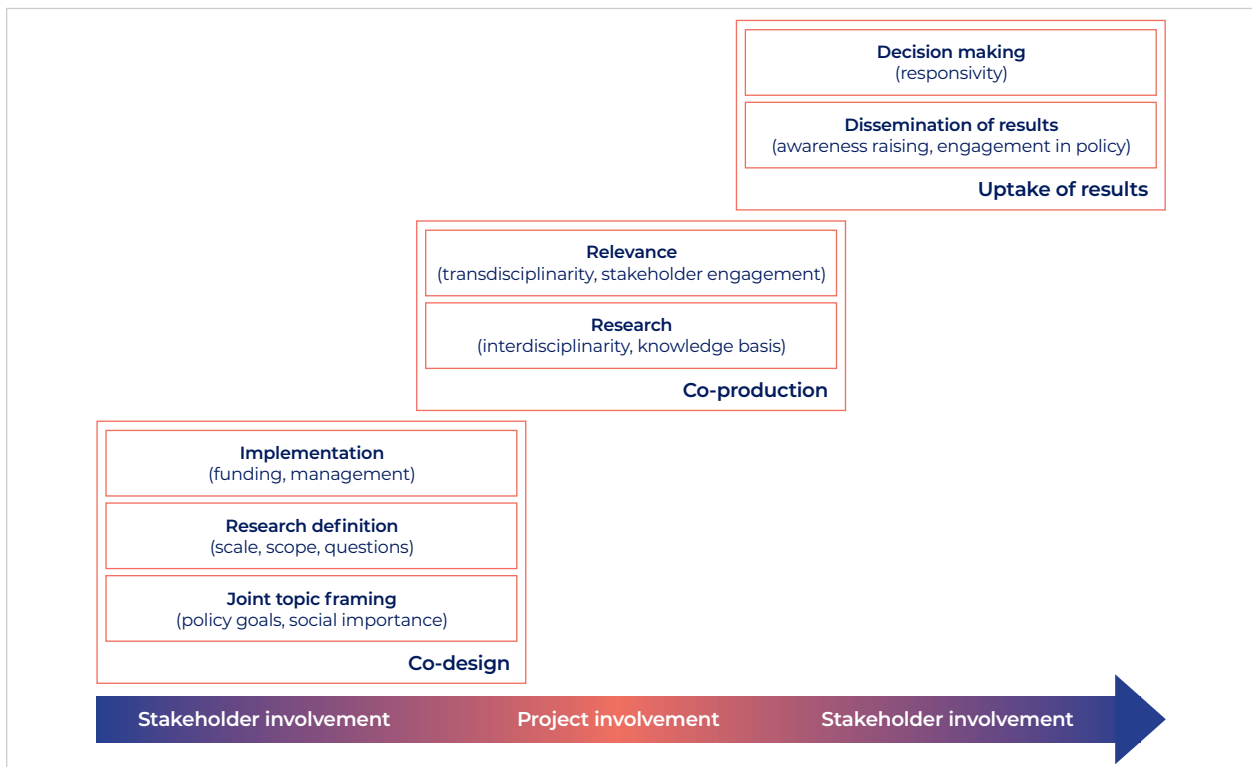 Decision making
(responsivity)
Dissemination of results
(awareness raising, engagement in policy)
Uptake of results
Relevance
(transdisciplinarity, stakeholder engagement)
Research
(interdisciplinarity, knowledge basis)
Co-production
Implementation
(funding, management)
Research definition
(scale, scope, questions)
Joint topic framing
(policy goals, social importance)
Co-design
Stakeholder involvement
Project involvement
Stakeholder involvement